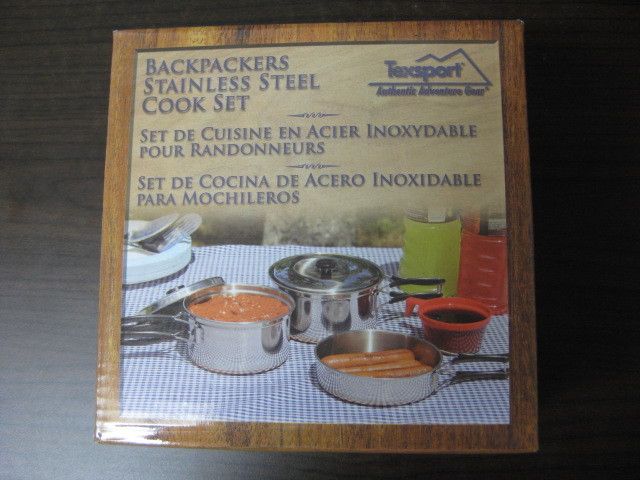 BACKPACKERS
STAINLESS STEEL
COOK SET
Texsport®
Authentic Adventure Gear®
SET DE CUISINE EN ACIER INOXYDABLE
POUR RANDONNEURS
SET DE COCINA DE ACERO INOXIDABLE
PARA MOCHILEROS